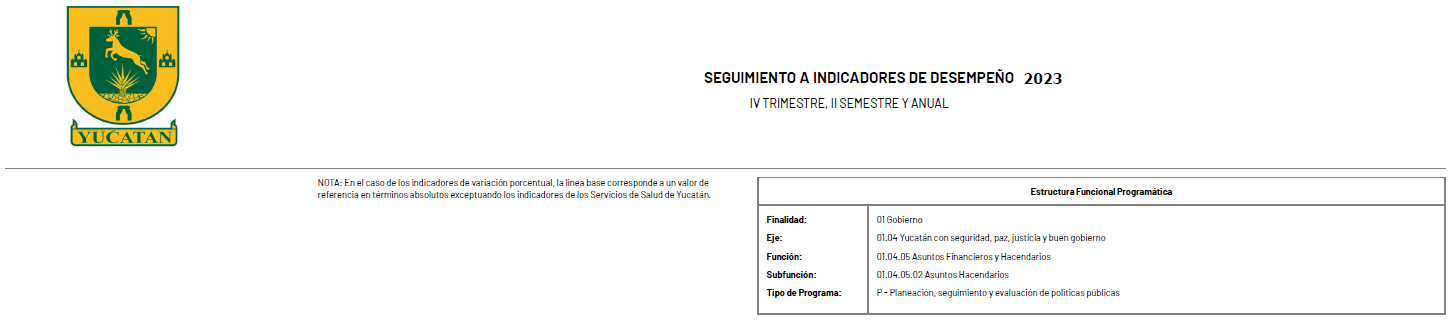 YUCATAN
SEGUIMIENTO A INDICADORES DE DESEMPEÑO 2023
IV TRIMESTRE, II SEMESTRE Y ANUAL
NOTA: En el caso de los indicadores de variación porcentual, la línea base corresponde a un valor de
referencia en términos absolutos exceptuando los indicadores de los Servicios de Salud de Yucatán.
Estructura Funcional Programática
Finalidad: 01 Gobierno
Eje: 01.04 Yucatán con seguridad, paz, justicia y buen gobierno
Función: 01.04.05 Asuntos Financieros y Hacendarios
Subfunción: 01.04.05.02 Asuntos Hacendarios
Tipo de Programa: P - Planeación, seguimiento y evaluación de políticas públicas